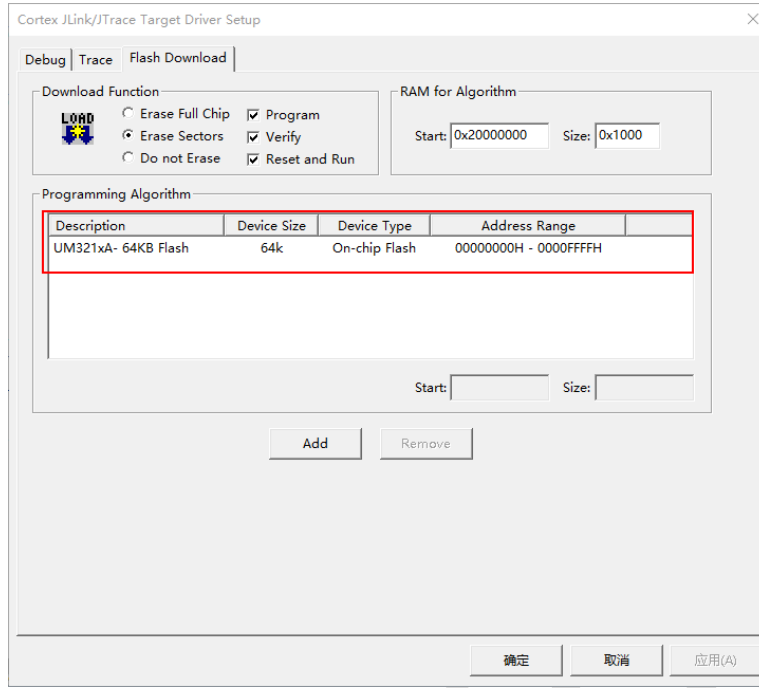 Cortex JLink/JTrace Target Driver Setup
Debug Trace Flash Download
Download Function
LOAD
Erase Full Chip
Erase Sectors
Do not Erase
Program
Verify
Reset and Run
RAM for Algorithm
Start: 0x20000000 Size: 0x1000
Programming Algorithm
Description Device Size Device Type Address Range
UM321xA- 64KB Flash 64k On-chip Flash 00000000H - 0000FFFFH
Start: Size:
Add Remove
确定 取消 应用(A)